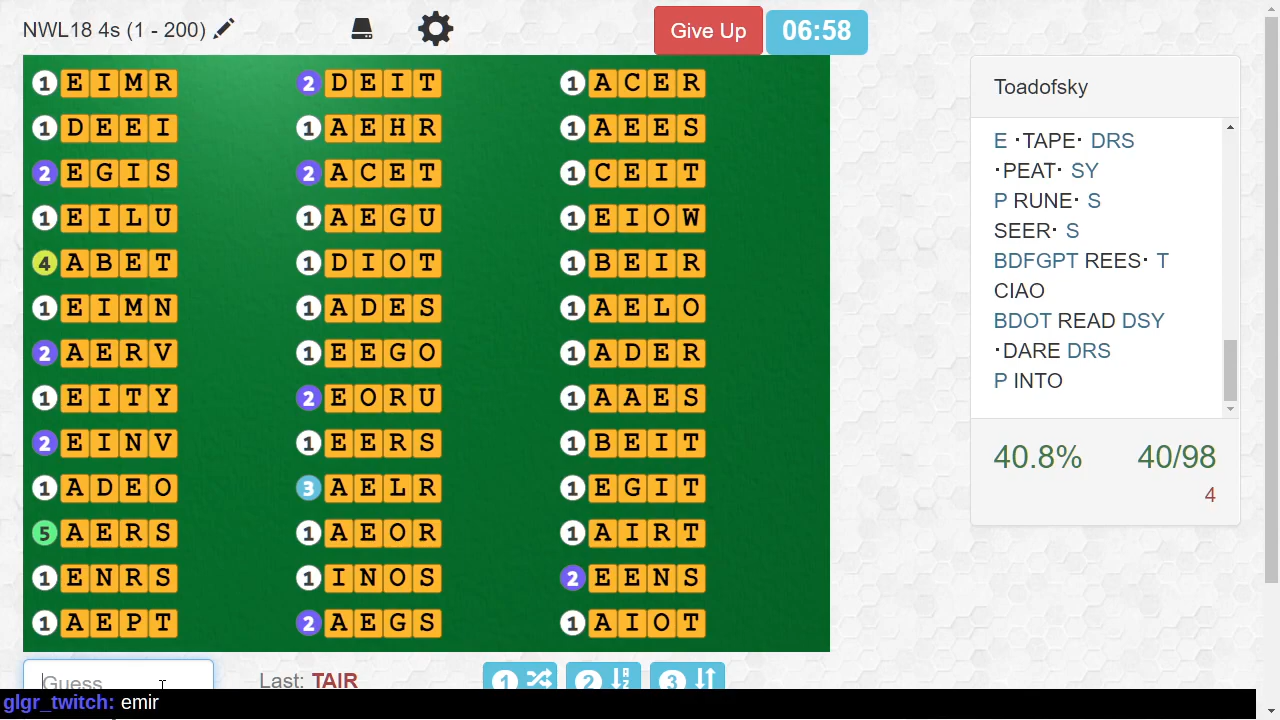 NWL18 4s (1 - 200) Give Up 06:58
1 EIMR 2 DEIT 1 ACER
1 DEEI 1 AEHR 1 AEES
2 EGIS 2 ACET 1 CEIT
1 EILU 1 AEGU 1 EIOW
4 ABET 1 DIOT 1 BEIR
1 EIMN 1 ADES 1 AELO
2 AERV 1 EEGO 1 ADER
1 EITY 2 EORU 1 AAES
2 EINV 1 EERS 1 BEIT
1 ADEO 3 AELR 1 EGIT
5 AERS 1 AEOR 1 AIRT
1 ENRS 1 INOS 2 EENS
1 AEPT 2 AEGS 1 AIOT
Toadofsky
E ·TAPE· DRS
·PEAT· SY
P RUNE· S
SEER· S
BDFGPT REES· T
CIAO
BDOT READ DSY
·DARE DRS
P INTO
40.8% 40/98
4
Guess Last: TAIR 1 2 AZ 3
glgr_twitch: emir